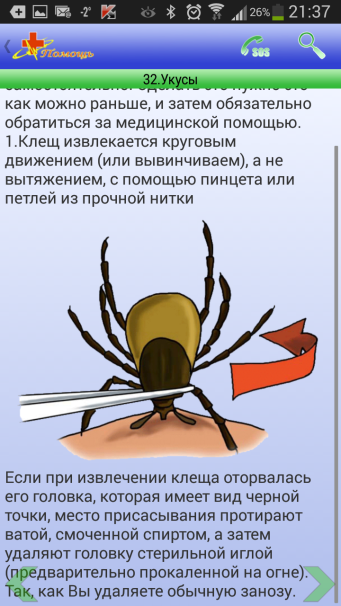 -2°
26%
21:37
Помощь
SOS
32.Укусы
как можно раньше, и затем обязательно
обратиться за медицинской помощью.
1.Клещ извлекается круговым
движением (или вывинчиваем), а не
вытяжением, с помощью пинцета или
петлей из прочной нитки
Если при извлечении клеща оторвалась
его головка, которая имеет вид черной
точки, место присасывания протирают
ватой, смоченной спиртом, а затем
удаляют головку стерильной иглой
(предварительно прокаленной на огне).
Так, как Вы удаляете обычную занозу.